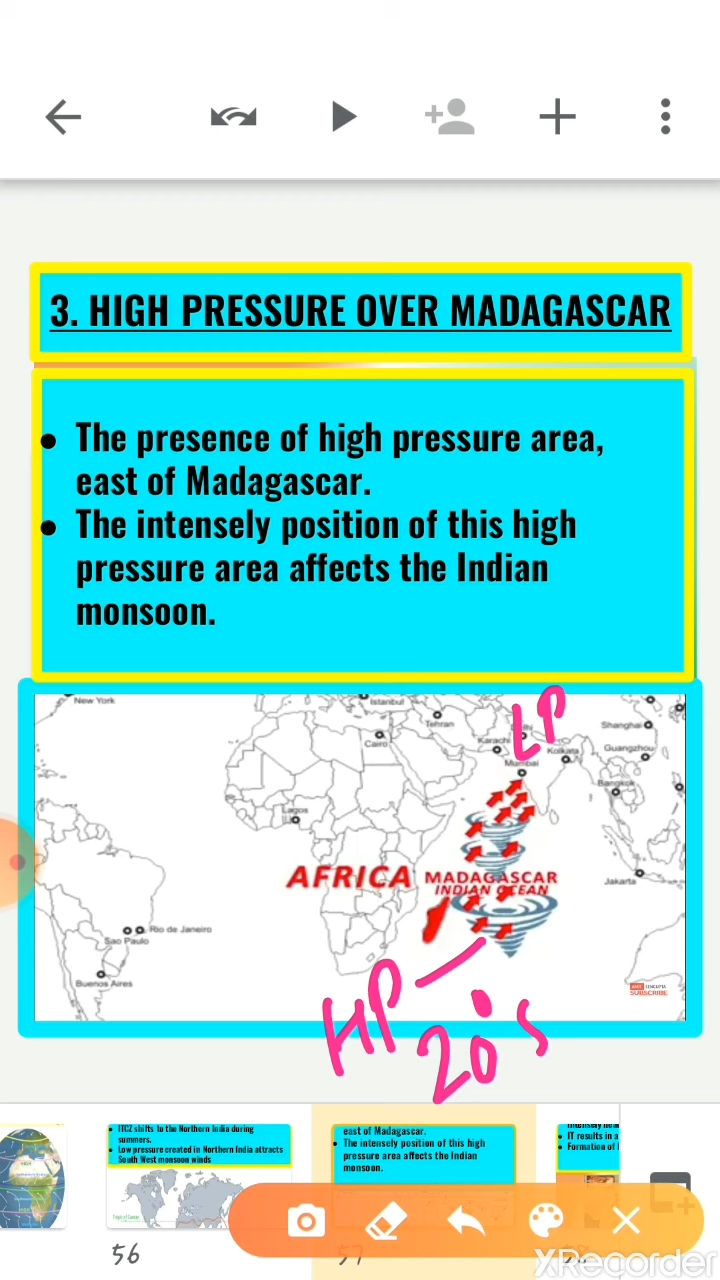 3. HIGH PRESSURE OVER MADAGASCAR
● The presence of high pressure area,
east of Madagascar.
● The intensely position of this high
pressure area affects the Indian
monsoon.
New York
Istanbul
LP
Tehran
Shanghai
Cairo
Karachi
Kolkata
Guangzhou
Mumbai
Bangkok
Lagos
AFRICA
MADAGASCAR
INDIAN OCEAN
Jakarta
Rio de Janeiro
Sao Paulo
Buenos Aires
SUBSCRIBE
HP
20°S
ITCZ shifts to the Northern India during
summers.
Low pressure created in Northern India attracts
South West monsoon winds
east of Madagascar.
The intensely position of this high
pressure area affects the Indian
monsoon.
IT results in a
Formation of
56
57
58
XRecorder